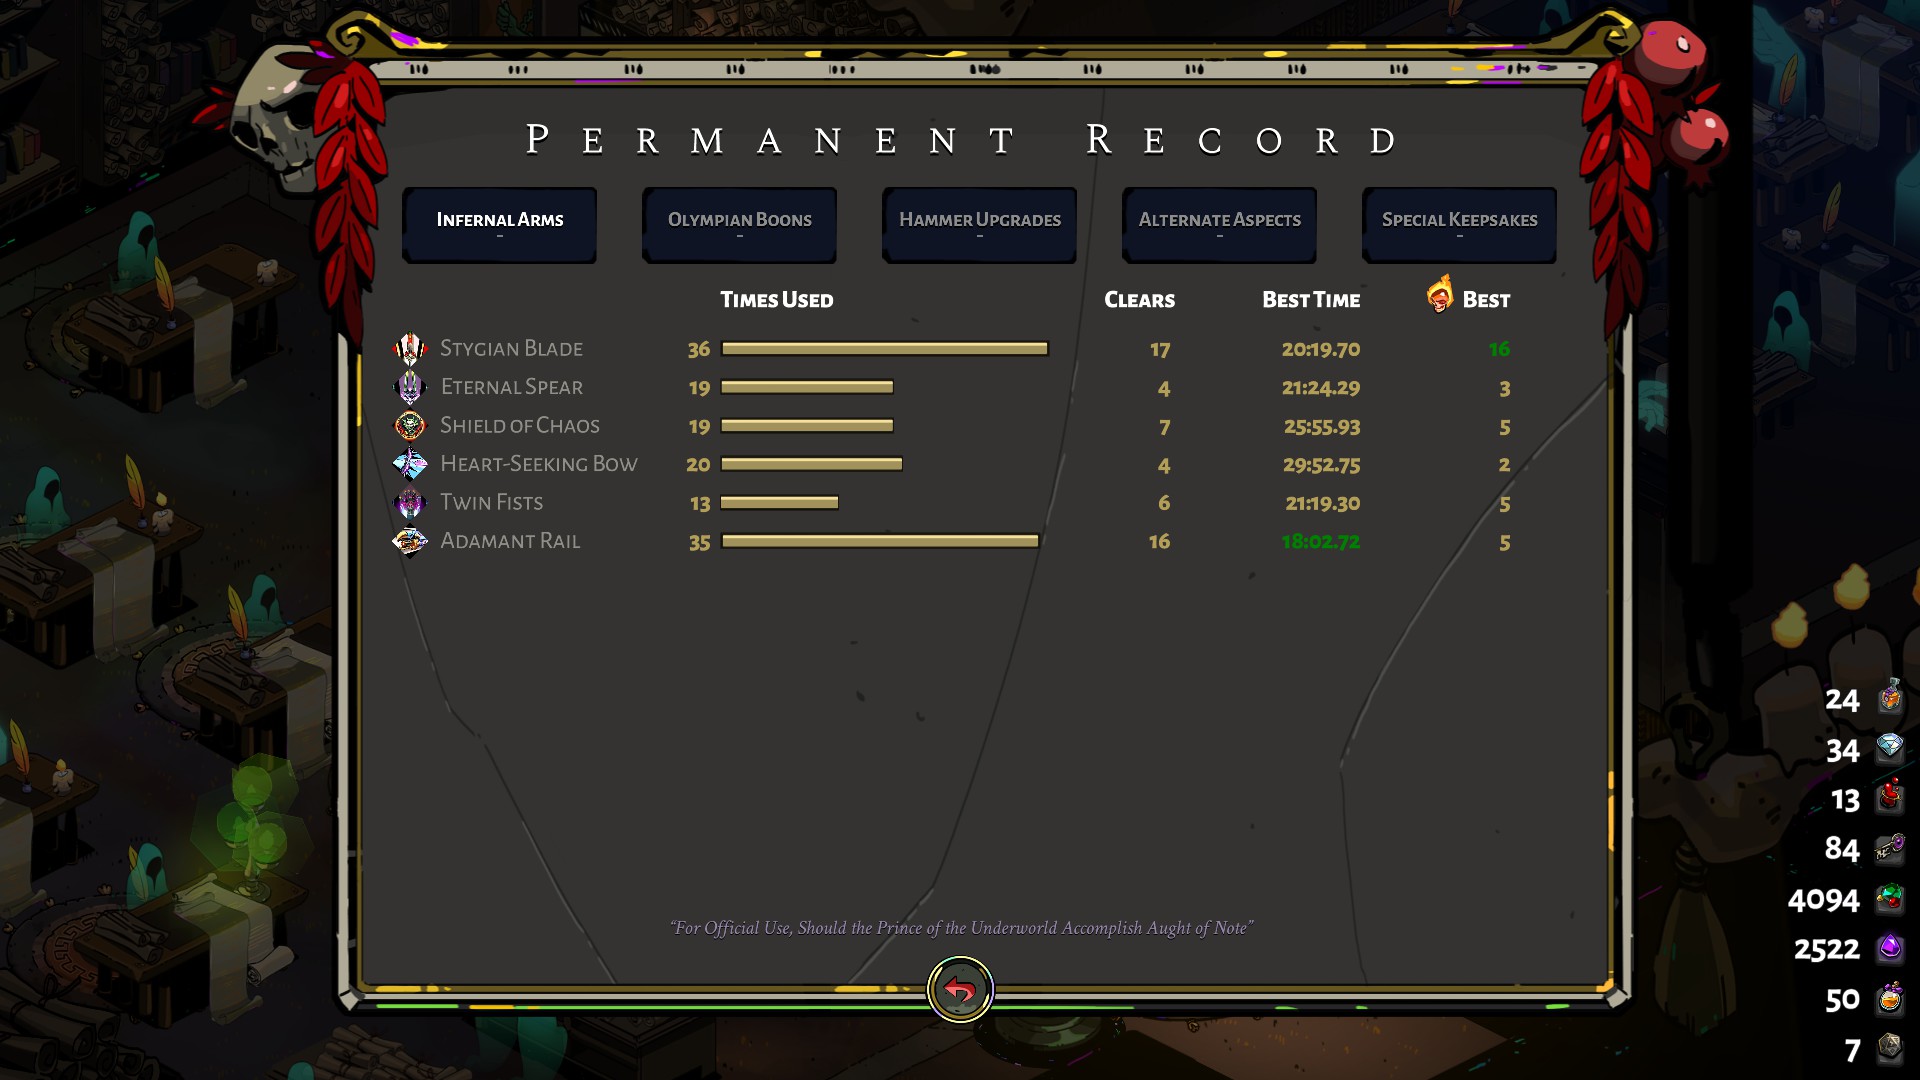 Permanent Record
Infernal Arms
Olympian Boons
Hammer Upgrades
Alternate Aspects
Special Keepsakes
Times Used Clears Best Time Best
Stygian Blade 36 17 20:19.70 16
Eternal Spear 19 4 21:24.29 3
Shield of Chaos 19 7 25:55.93 5
Heart-Seeking Bow 20 4 29:52.75 2
Twin Fists 13 6 21:19.30 5
Adamant Rail 35 16 18:02.72 5
24
34
13
84
4094
2522
50
7
"For Official Use, Should the Prince of the Underworld Accomplish Aught of Note"